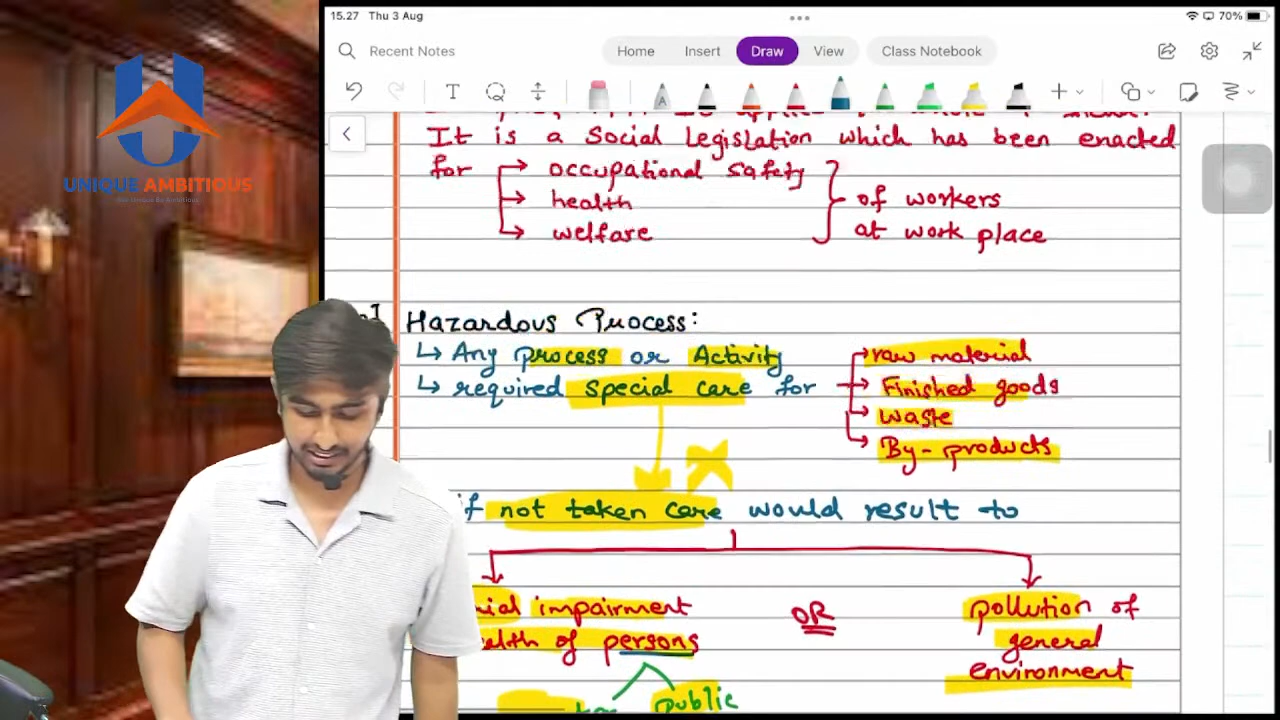 15.27 Thu 3 Aug
70%
Recent Notes
Home Insert Draw View Class Notebook
UNIQUE AMBITIOUS
It is a Social Legislation which has been enacted
for → occupational safety
→ health
→ welfare
of workers
at work place
Hazardous Process:
↳ Any process or Activity
↳ required special care for
→ raw material
→ Finished goods
→ waste
→ By-products
if not taken care would result to
impairment
of persons
OR
pollution of
general
environment
public